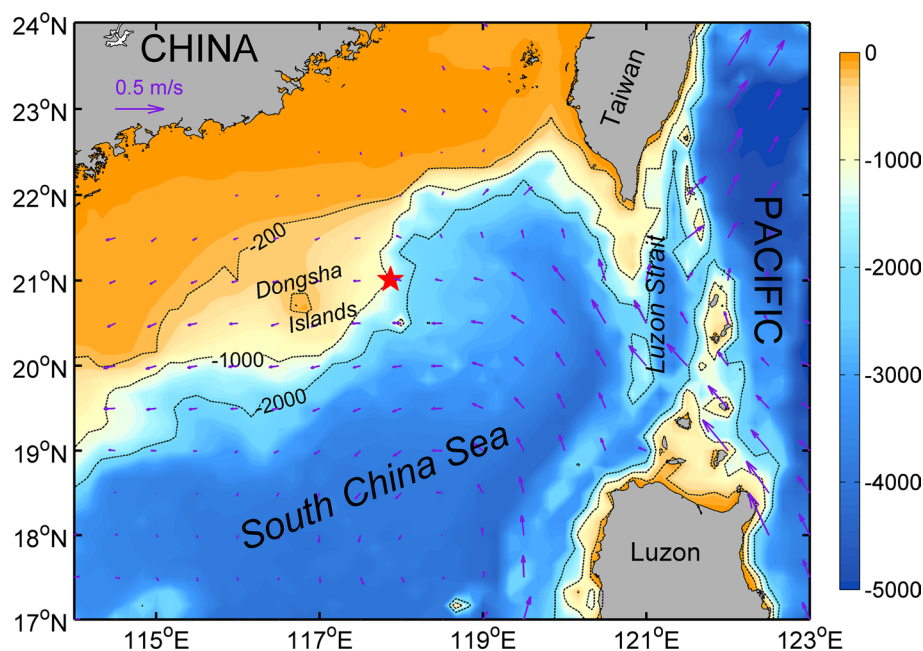 24°N
23°N
22°N
21°N
20°N
19°N
18°N
17°N
115°E
117°E
119°E
121°E
123°E
CHINA
0.5 m/s
Taiwan
PACIFIC
Luzon Strait
-200
Dongsha
Islands
-1000
-2000
South China Sea
Luzon
0
-1000
-2000
-3000
-4000
-5000